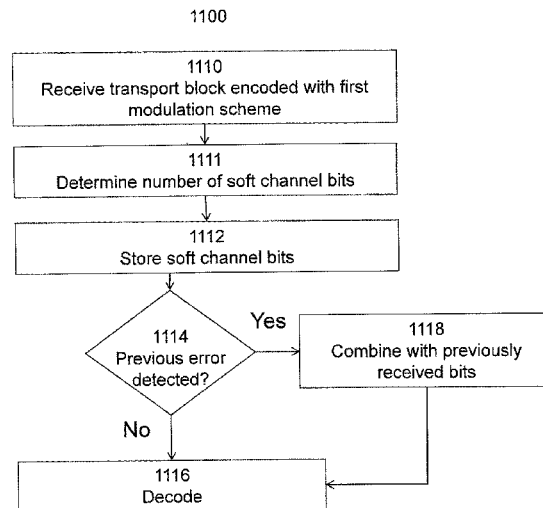 1100
1110
Receive transport block encoded with first
modulation scheme
1111
Determine number of soft channel bits
1112
Store soft channel bits
1114
Previous error
detected?
Yes
1118
Combine with previously
received bits
No
1116
Decode